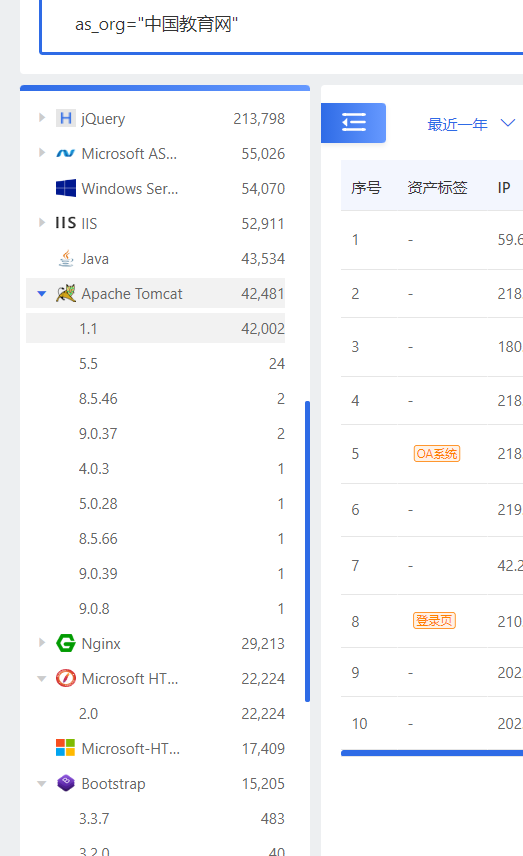 as_org="中国教育网"
jQuery 213,798
Microsoft AS... 55,026
Windows Ser... 54,070
IIS IIS 52,911
Java 43,534
Apache Tomcat 42,481
1.1 42,002
5.5 24
8.5.46 2
9.0.37 2
4.0.3 1
5.0.28 1
8.5.66 1
9.0.39 1
9.0.8 1
Nginx 29,213
Microsoft HT... 22,224
2.0 22,224
Microsoft-HT... 17,409
Bootstrap 15,205
3.3.7 483
3.2.0 40
最近一年
序号 资产标签 IP
1 - 59.6
2 - 218
3 - 180
4 - 218
5 OA系统 218
6 - 219
7 - 42.2
8 登录页 210
9 - 202
10 - 202